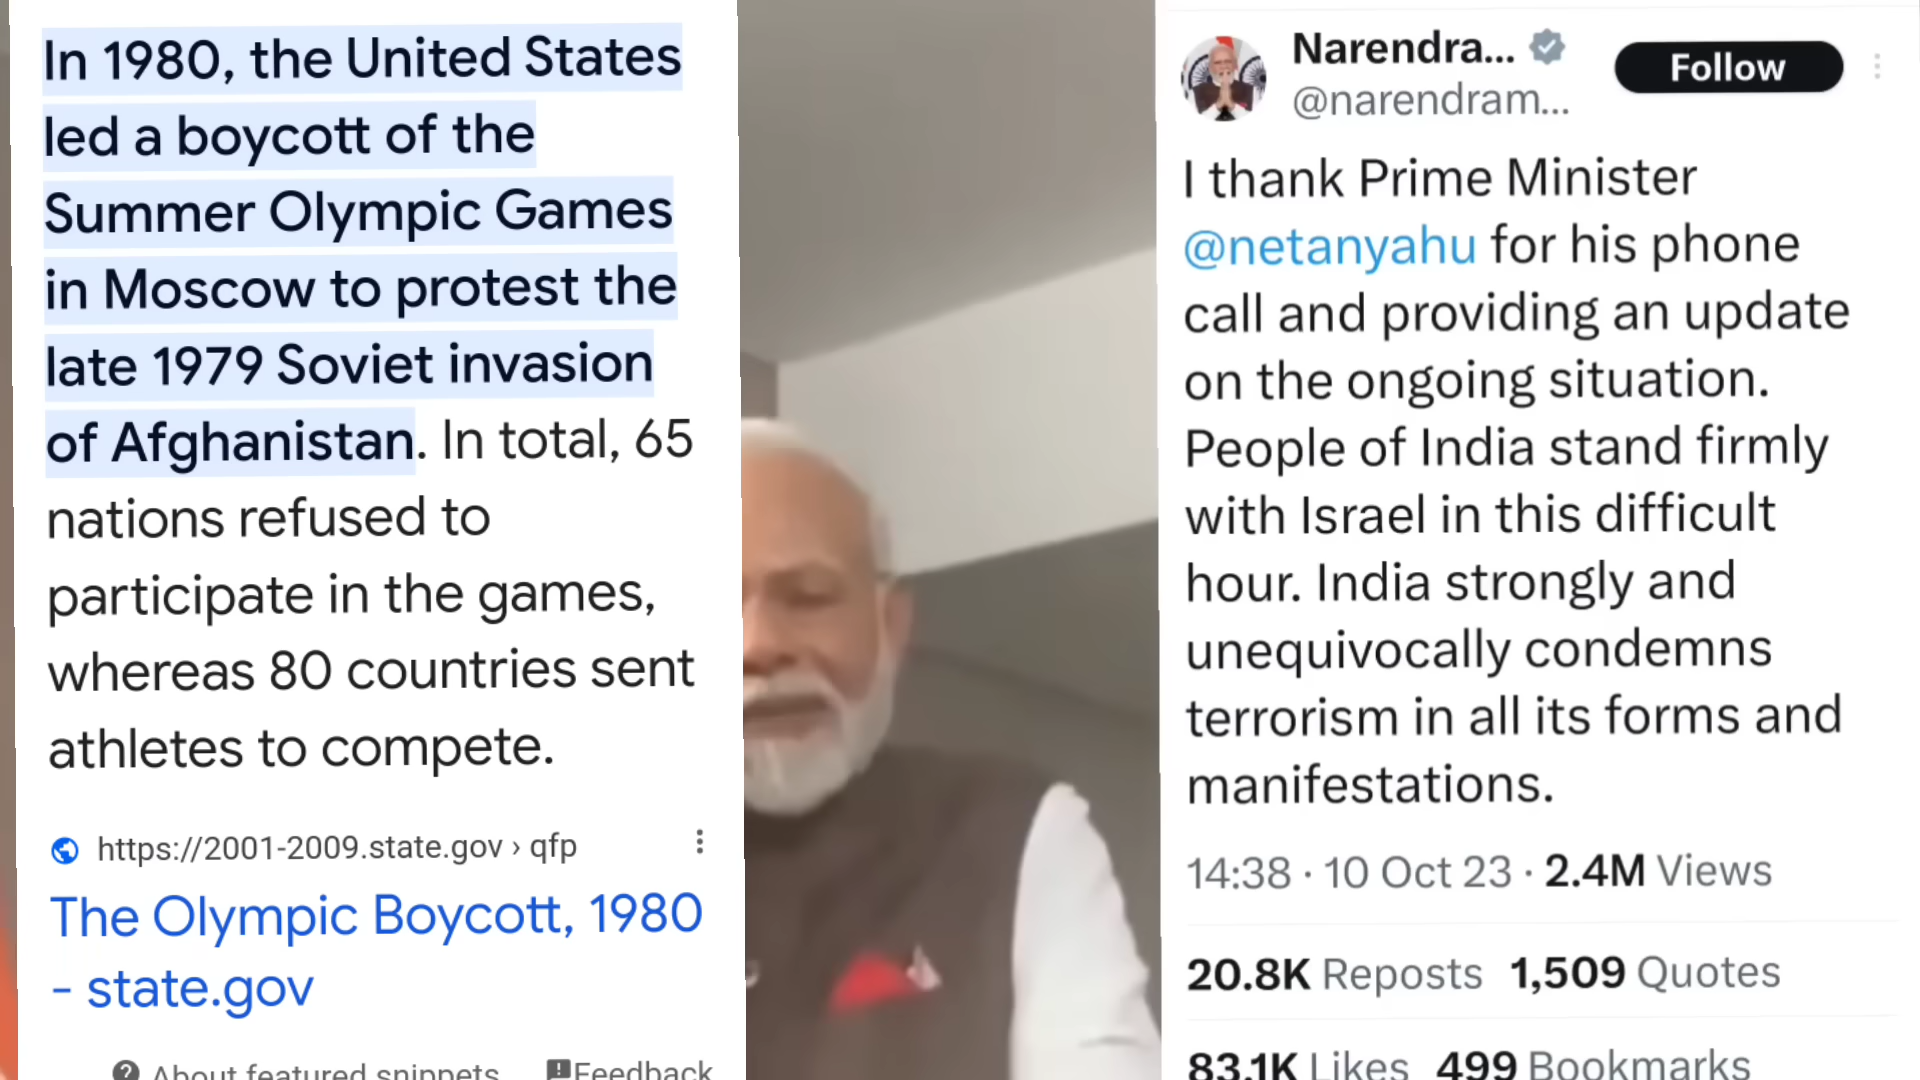 In 1980, the United States
led a boycott of the
Summer Olympic Games
in Moscow to protest the
late 1979 Soviet invasion
of Afghanistan. In total, 65
nations refused to
participate in the games,
whereas 80 countries sent
athletes to compete.
https://2001-2009.state.gov › qfp
The Olympic Boycott, 1980
- state.gov
About featured snippets
Feedback
Narendra...
Follow
@narendram...
I thank Prime Minister
@netanyahu for his phone
call and providing an update
on the ongoing situation.
People of India stand firmly
with Israel in this difficult
hour. India strongly and
unequivocally condemns
terrorism in all its forms and
manifestations.
14:38 · 10 Oct 23 · 2.4M Views
20.8K Reposts 1,509 Quotes
83.1K Likes 499 Bookmarks